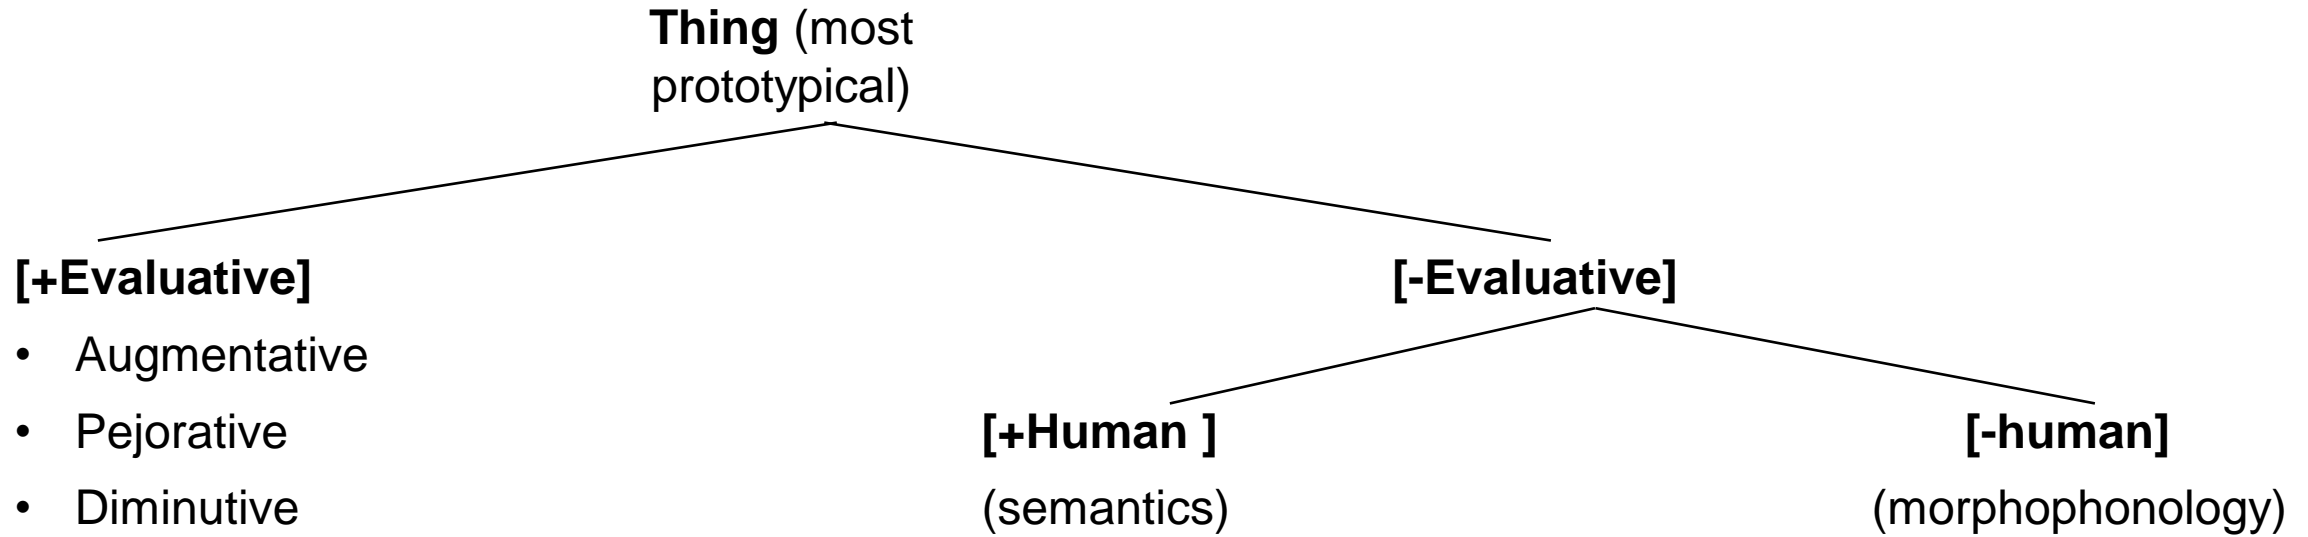 Thing (most
prototypical)
[+Evaluative]
• Augmentative
• Pejorative
• Diminutive
[-Evaluative]
[+Human ]
(semantics)
[-human]
(morphophonology)